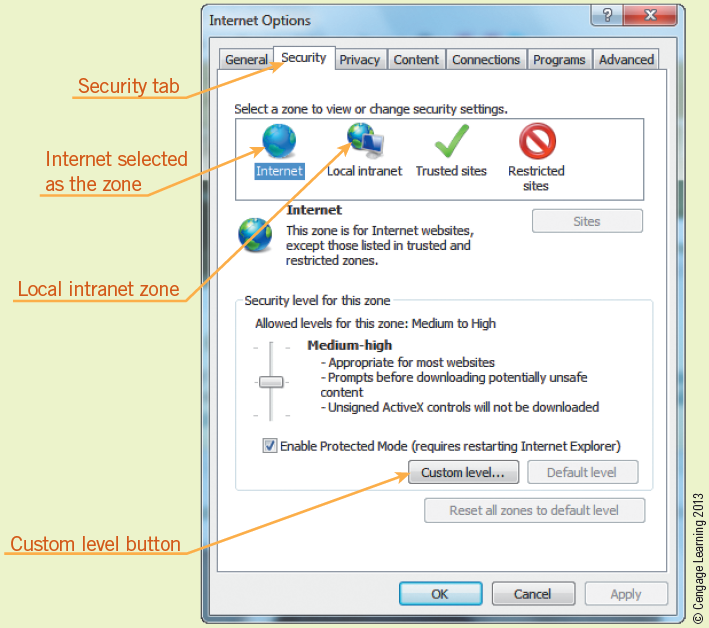 Internet Options
?
General Security Privacy Content Connections Programs Advanced
Security tab
Select a zone to view or change security settings.
Internet selected
as the zone
Internet
Local intranet
Trusted sites
Restricted
sites
Internet
This zone is for Internet websites,
except those listed in trusted and
restricted zones.
Sites
Local intranet zone
Security level for this zone
Allowed levels for this zone: Medium to High
Medium-high
- Appropriate for most websites
- Prompts before downloading potentially unsafe
content
- Unsigned ActiveX controls will not be downloaded
Enable Protected Mode (requires restarting Internet Explorer)
Custom level...
Default level
Reset all zones to default level
Custom level button
OK
Cancel
Apply
© Cengage Learning 2013